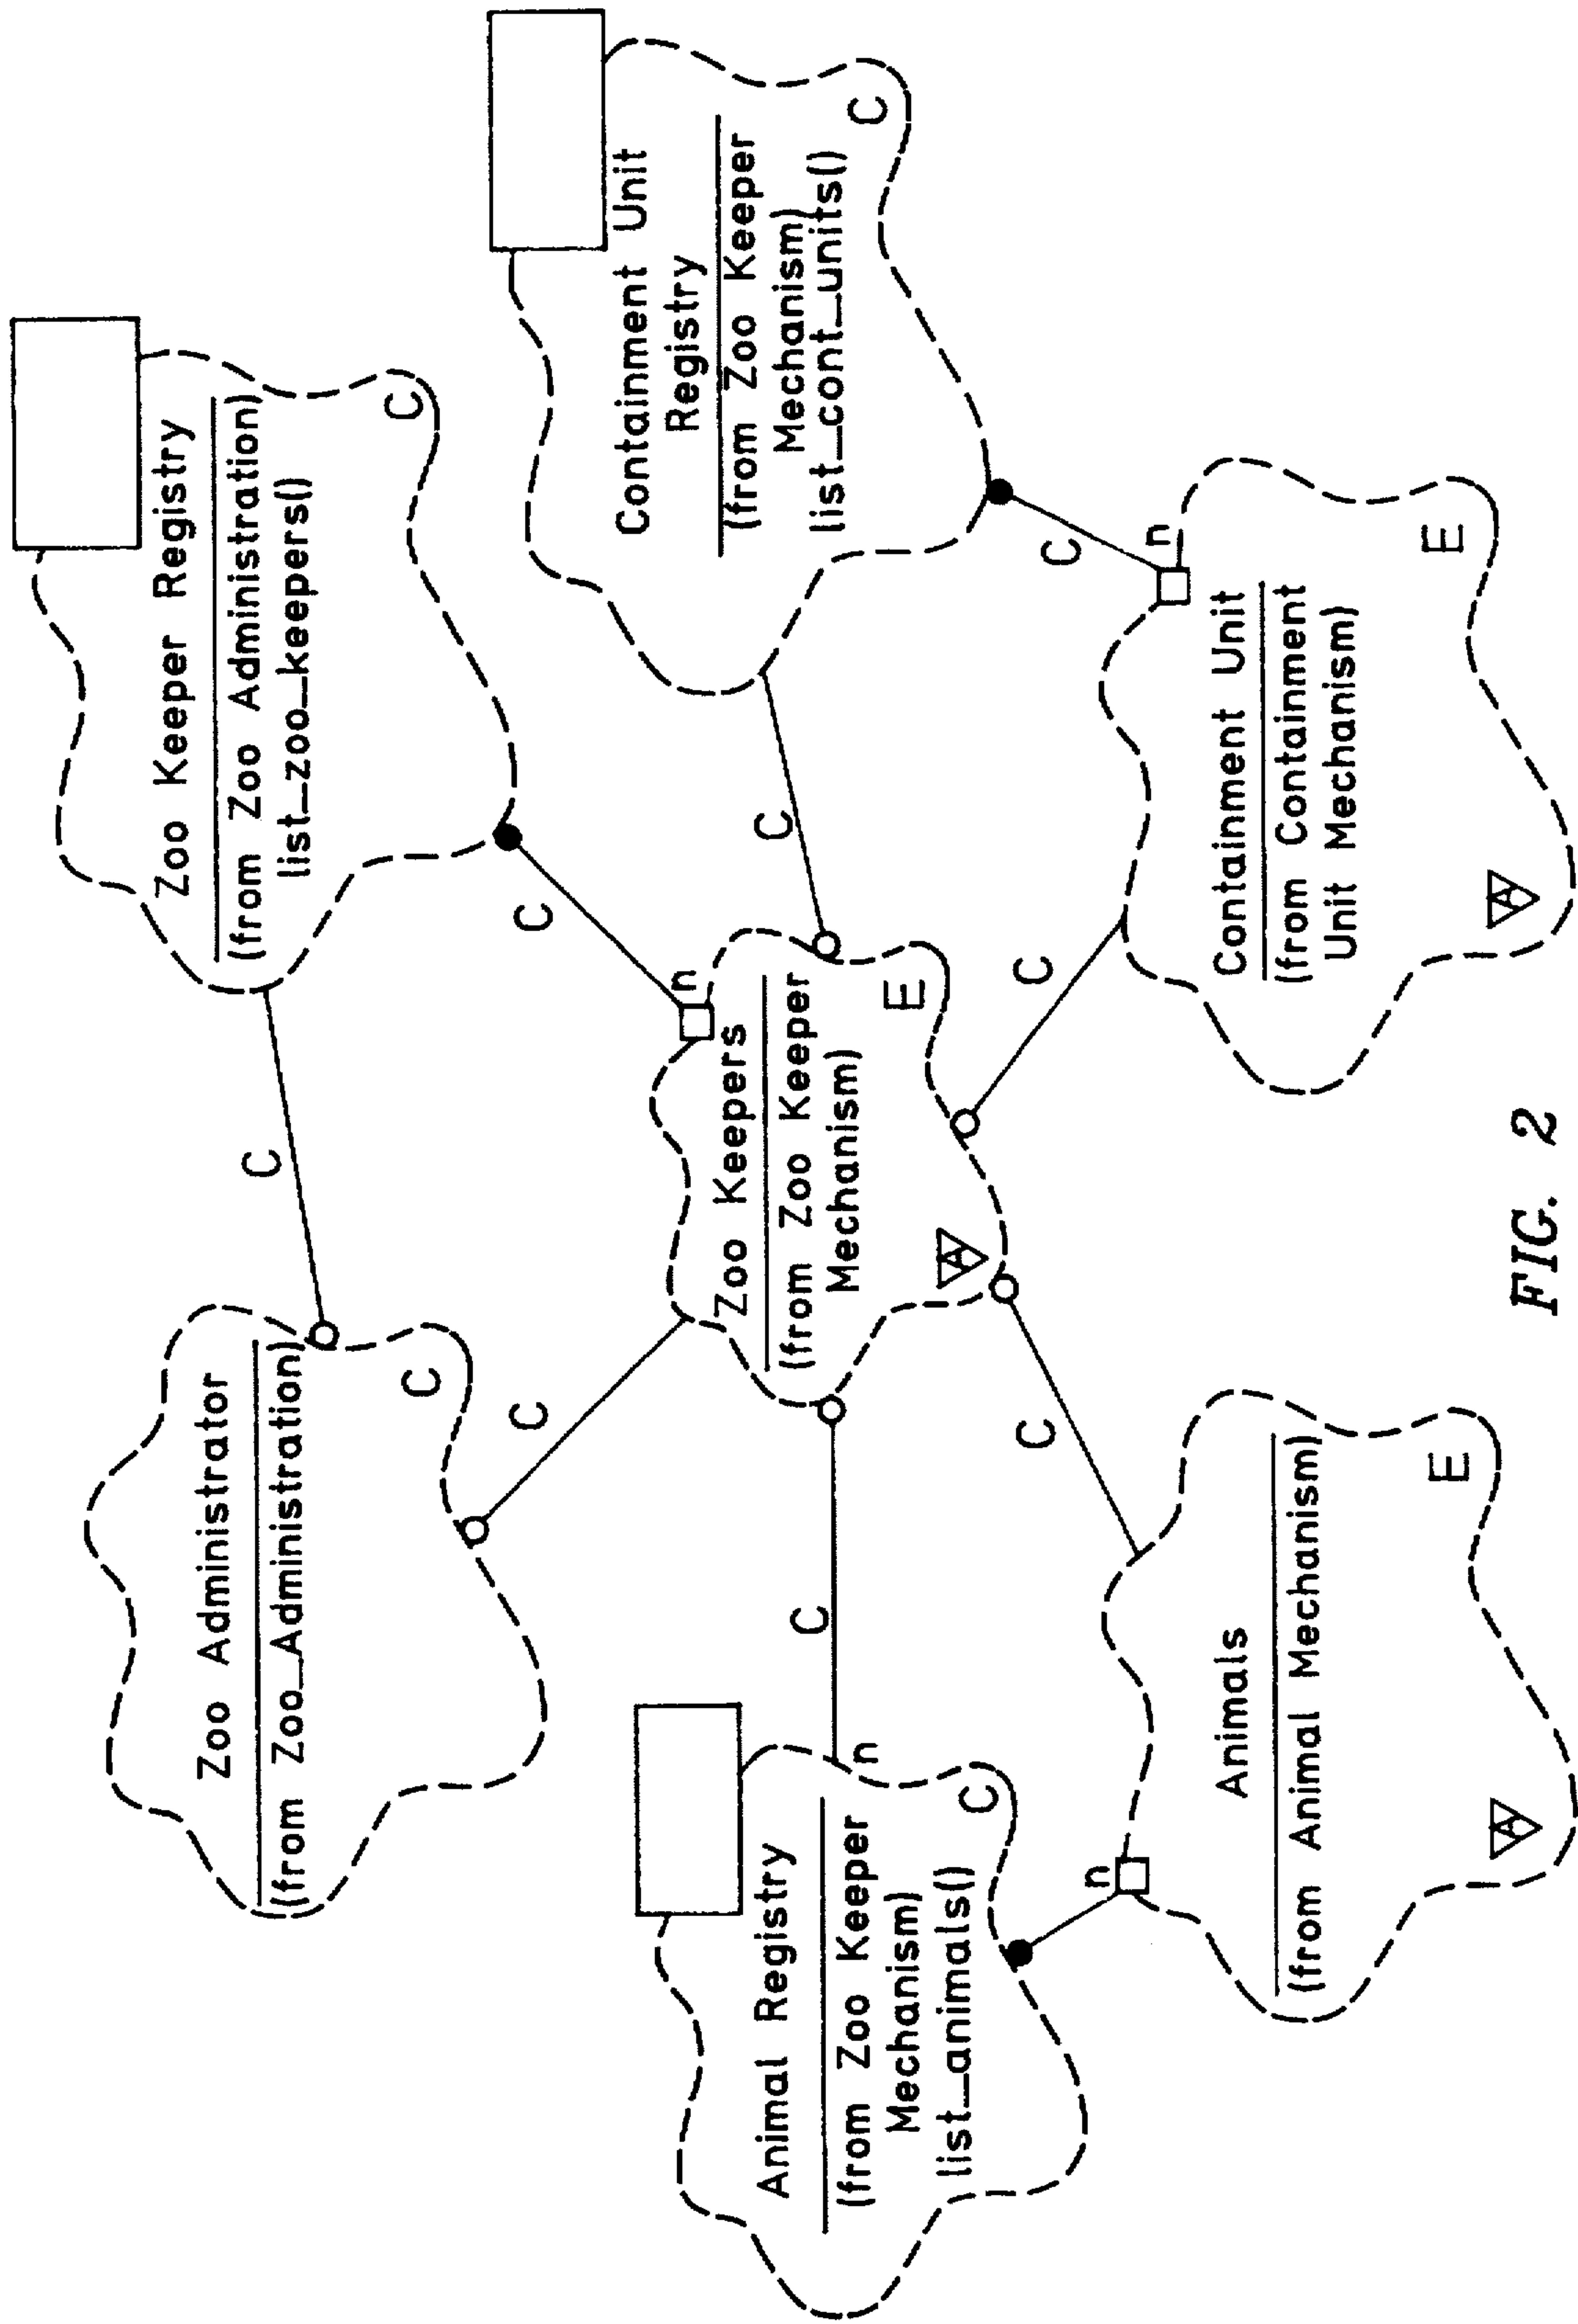 Zoo Administrator
(from Zoo_Administration)
C
C
Zoo Keeper Registry
(from Zoo Administration)
list_zoo_keepers()
C
C
C
Animal Registry
(from Zoo Keeper
Mechanism)
list_animals()
C
n
C
Zoo Keepers
(from Zoo Keeper
Mechanism)
E
A
n
C
Containment Unit
Registry
(from Zoo Keeper
Mechanism)
list_cont_units()
C
C
C
C
n
Animals
(from Animal Mechanism)
E
A
n
Containment Unit
(from Containment
Unit Mechanism)
E
A
FIG. 2